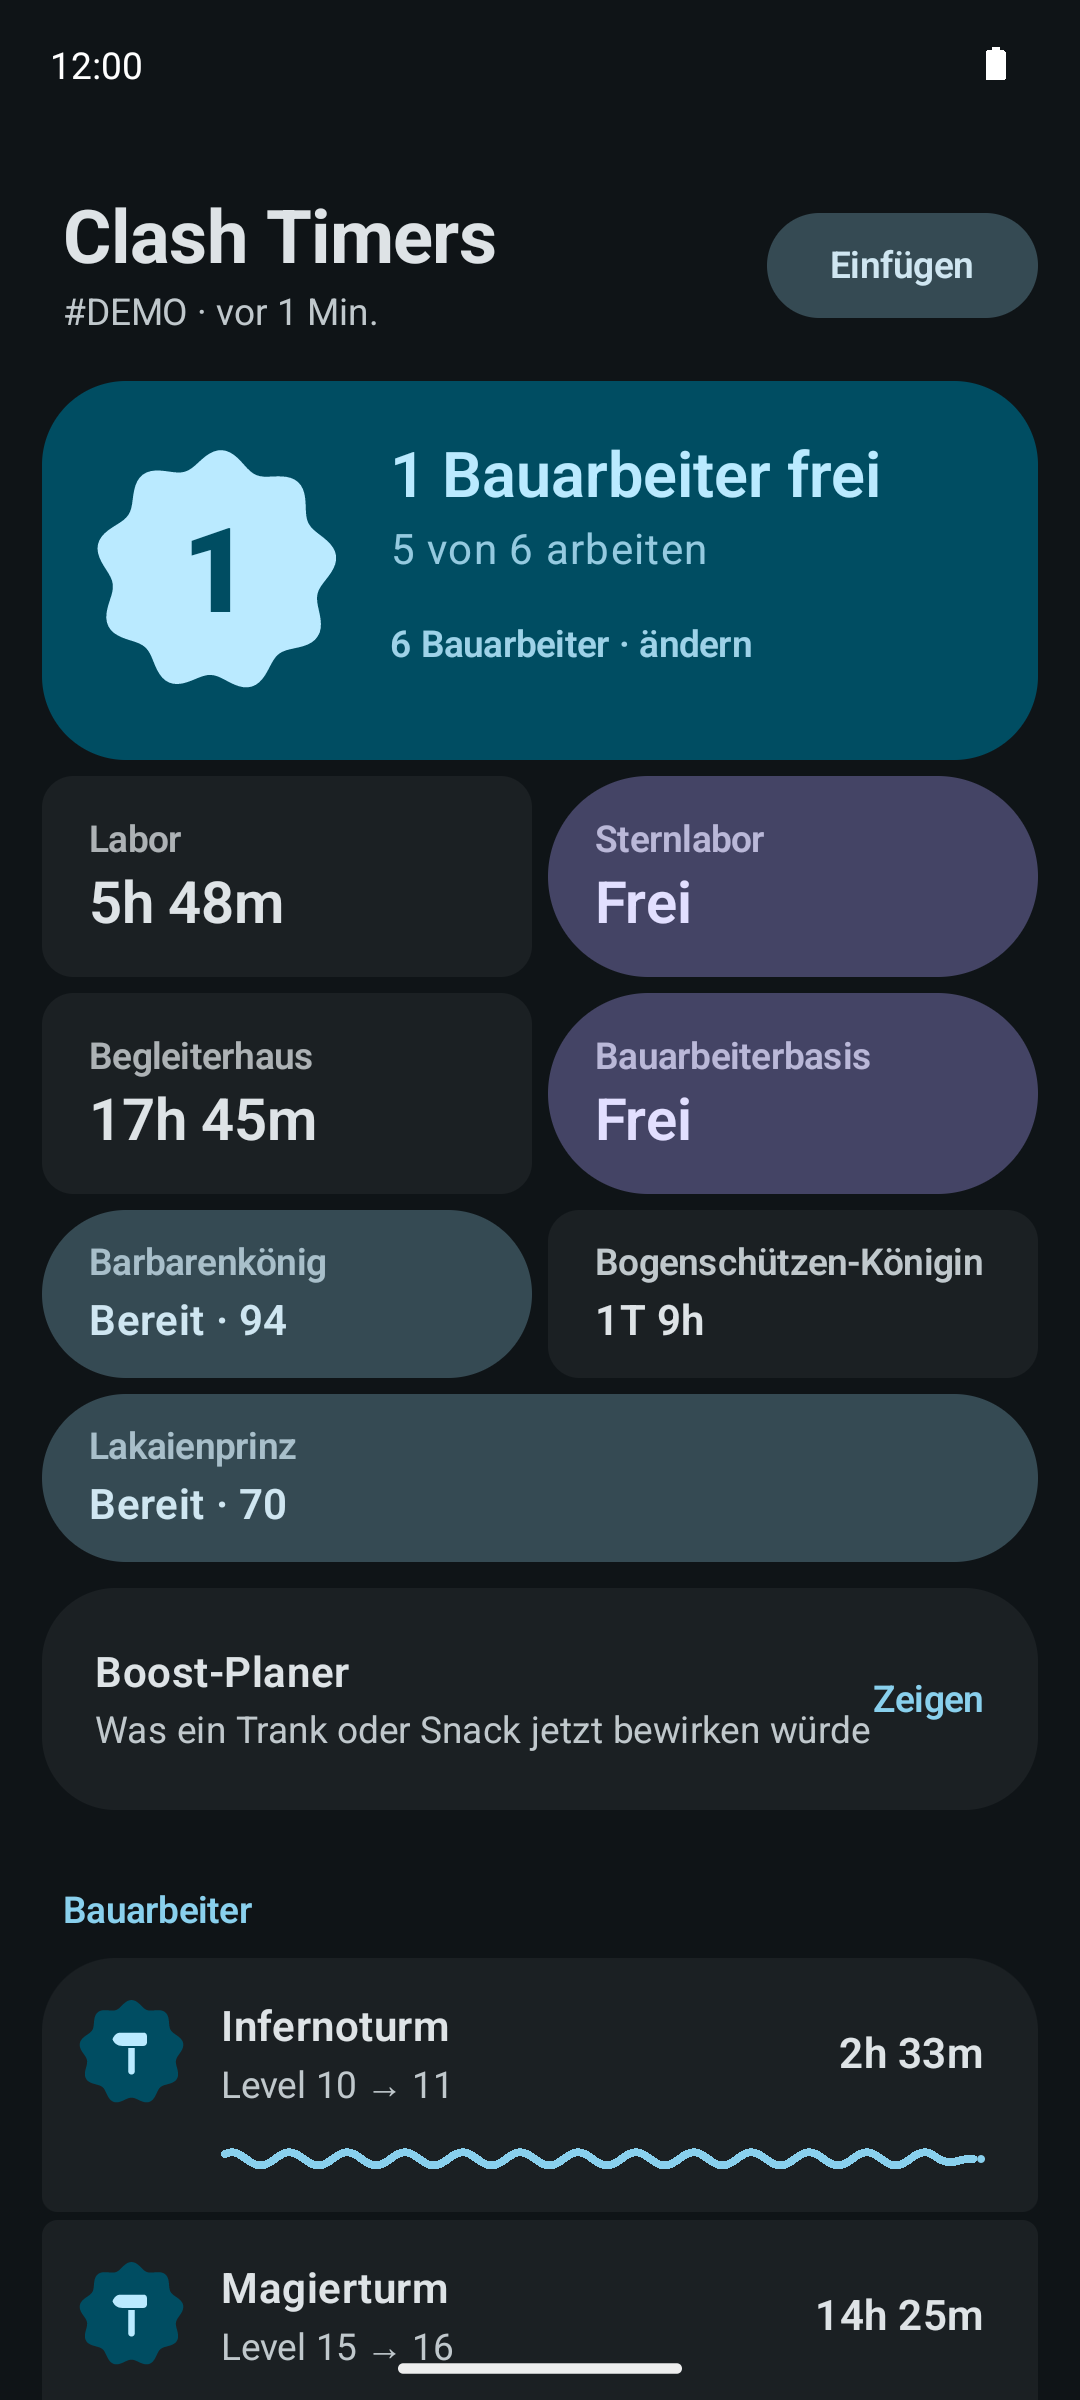 12:00
Clash Timers
#DEMO · vor 1 Min.
Einfügen
1
1 Bauarbeiter frei
5 von 6 arbeiten
6 Bauarbeiter · ändern
Labor
5h 48m
Sternlabor
Frei
Begleiterhaus
17h 45m
Bauarbeiterbasis
Frei
Barbarenkönig
Bereit · 94
Bogenschützen-Königin
1T 9h
Lakaienprinz
Bereit · 70
Boost-Planer
Was ein Trank oder Snack jetzt bewirken würde
Zeigen
Bauarbeiter
Infernoturm
Level 10 → 11
2h 33m
Magierturm
Level 15 → 16
14h 25m